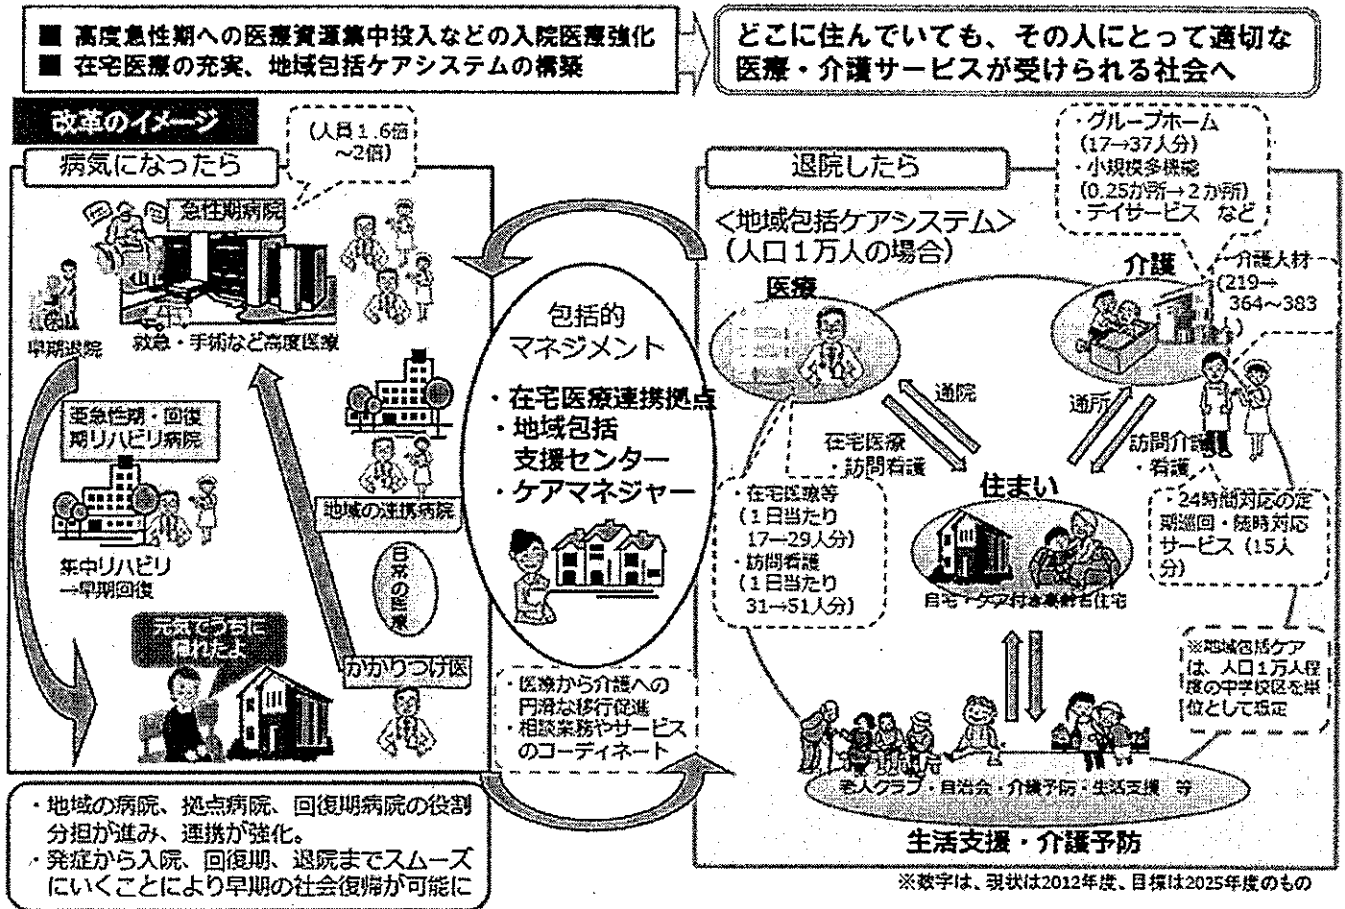 ■ 高度急性期への医療資源集中投入などの入院医療強化
■ 在宅医療の充実、地域包括ケアシステムの構築
どこに住んでいても、その人にとって適切な
医療・介護サービスが受けられる社会へ
改革のイメージ
病気になったら
(人員1.6倍
~2倍)
急性期病院
早期退院
救急・手術など高度医療
亜急性期・回復
期リハビリ病院
集中リハビリ
→早期回復
地域の連携病院
日常の医療
かかりつけ医
元気でうちに
帰れたよ
・地域の病院、拠点病院、回復期病院の役割
分担が進み、連携が強化。
・発症から入院、回復期、退院までスムーズ
にいくことにより早期の社会復帰が可能に
包括的
マネジメント
・在宅医療連携拠点
・地域包括
支援センター
・ケアマネジャー
・医療から介護への
円滑な移行促進
・相談業務やサービス
のコーディネート
退院したら
<地域包括ケアシステム>
(人口1万人の場合)
・グループホーム
(17→37人分)
・小規模多機能
(0.25か所→2か所)
・デイサービス など
医療
介護
介護人材
(219→
364~383
通院
通所
在宅医療
・訪問看護
訪問介護
・看護
・在宅医療等
(1日当たり
17→29人分)
・訪問看護
(1日当たり
31→51人分)
住まい
自宅・ケア付き高齢者住宅
・24時間対応の定
期巡回・随時対応
サービス(15人
分)
※地域包括ケア
は、人口1万人程
度の中学校区を単
位として想定
老人クラブ・自治会・介護予防・生活支援 等
生活支援・介護予防
※数字は、現状は2012年度、目標は2025年度のもの